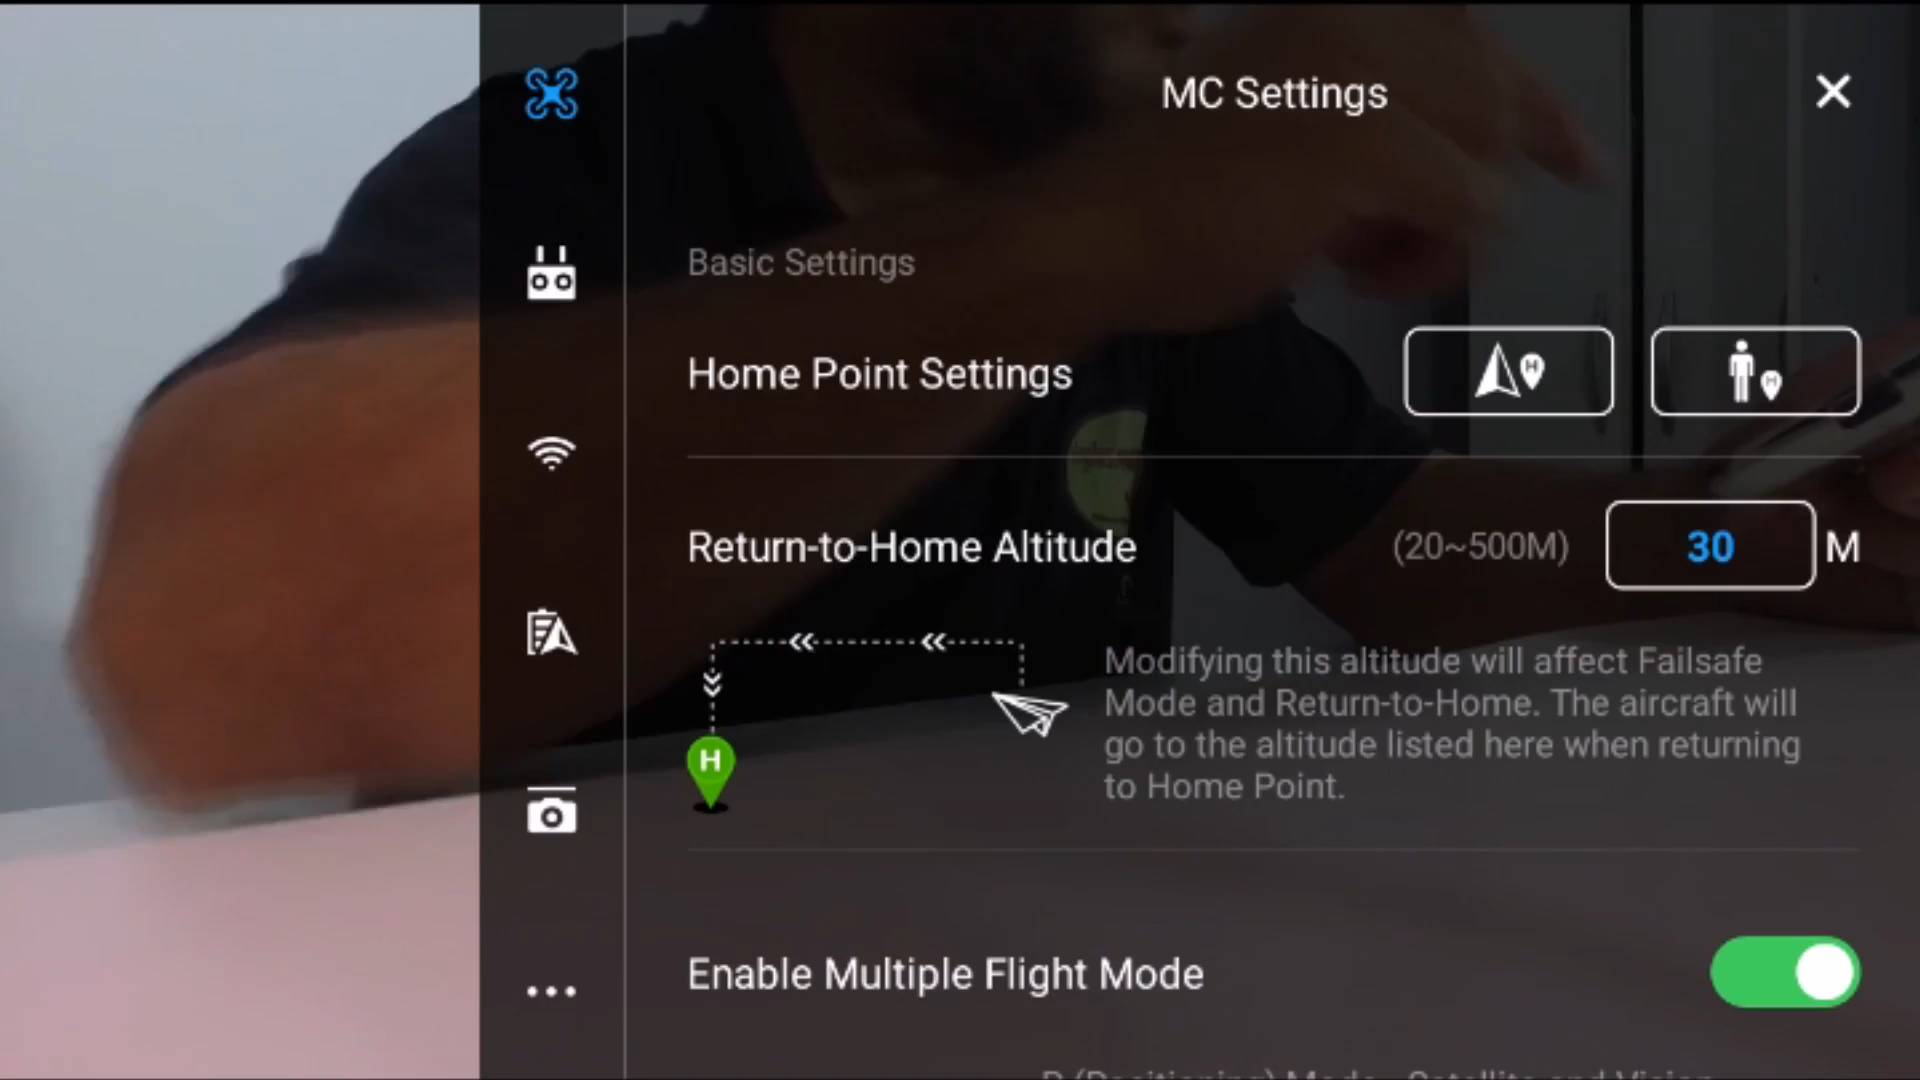 MC Settings
Basic Settings
Home Point Settings
H
H
Return-to-Home Altitude (20~500M) 30 M
Modifying this altitude will affect Failsafe
Mode and Return-to-Home. The aircraft will
go to the altitude listed here when returning
to Home Point.
H
Enable Multiple Flight Mode